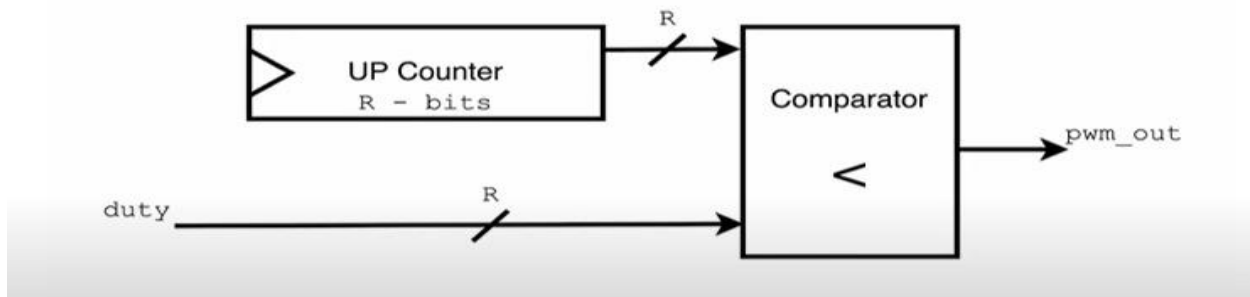 R
UP Counter
R - bits
Comparator
<
pwm_out
R
duty